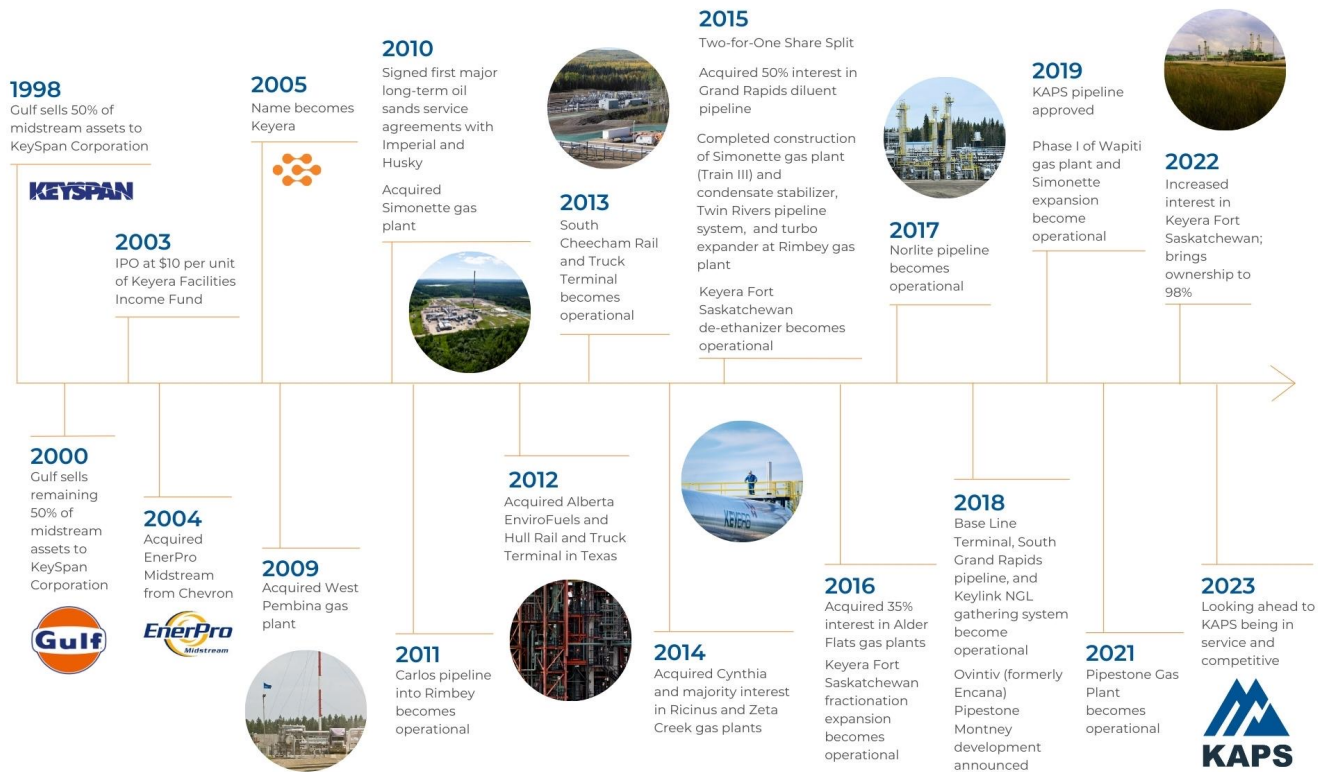 1998
Gulf sells 50% of
midstream assets to
KeySpan Corporation
KEYSPAN
2000
Gulf sells
remaining
50% of
midstream
assets to
KeySpan
Corporation
Gulf
2003
IPO at $10 per unit
of Keyera Facilities
Income Fund
2004
Acquired
EnerPro
Midstream
from Chevron
EnerPro
Midstream
2005
Name becomes
Keyera
2009
Acquired West
Pembina gas
plant
2010
Signed first major
long-term oil
sands service
agreements with
Imperial and
Husky
Acquired
Simonette gas
plant
2011
Carlos pipeline
into Rimbey
becomes
operational
2012
Acquired Alberta
EnviroFuels and
Hull Rail and Truck
Terminal in Texas
2013
South
Cheecham Rail
and Truck
Terminal
becomes
operational
2014
Acquired Cynthia
and majority interest
in Ricinus and Zeta
Creek gas plants
KEYERA
2015
Two-for-One Share Split
Acquired 50% interest in
Grand Rapids diluent
pipeline
Completed construction
of Simonette gas plant
(Train III) and
condensate stabilizer,
Twin Rivers pipeline
system, and turbo
expander at Rimbey gas
plant
Keyera Fort
Saskatchewan
de-ethanizer becomes
operational
2016
Acquired 35%
interest in Alder
Flats gas plants
Keyera Fort
Saskatchewan
fractionation
expansion
becomes
operational
2017
Norlite pipeline
becomes
operational
2018
Base Line
Terminal, South
Grand Rapids
pipeline, and
Keylink NGL
gathering system
become
operational
Ovintiv (formerly
Encana)
Pipestone
Montney
development
announced
2019
KAPS pipeline
approved
Phase I of Wapiti
gas plant and
Simonette
expansion
become
operational
2021
Pipestone Gas
Plant
becomes
operational
2022
Increased
interest in
Keyera Fort
Saskatchewan;
brings
ownership to
98%
2023
Looking ahead to
KAPS being in
service and
competitive
KAPS